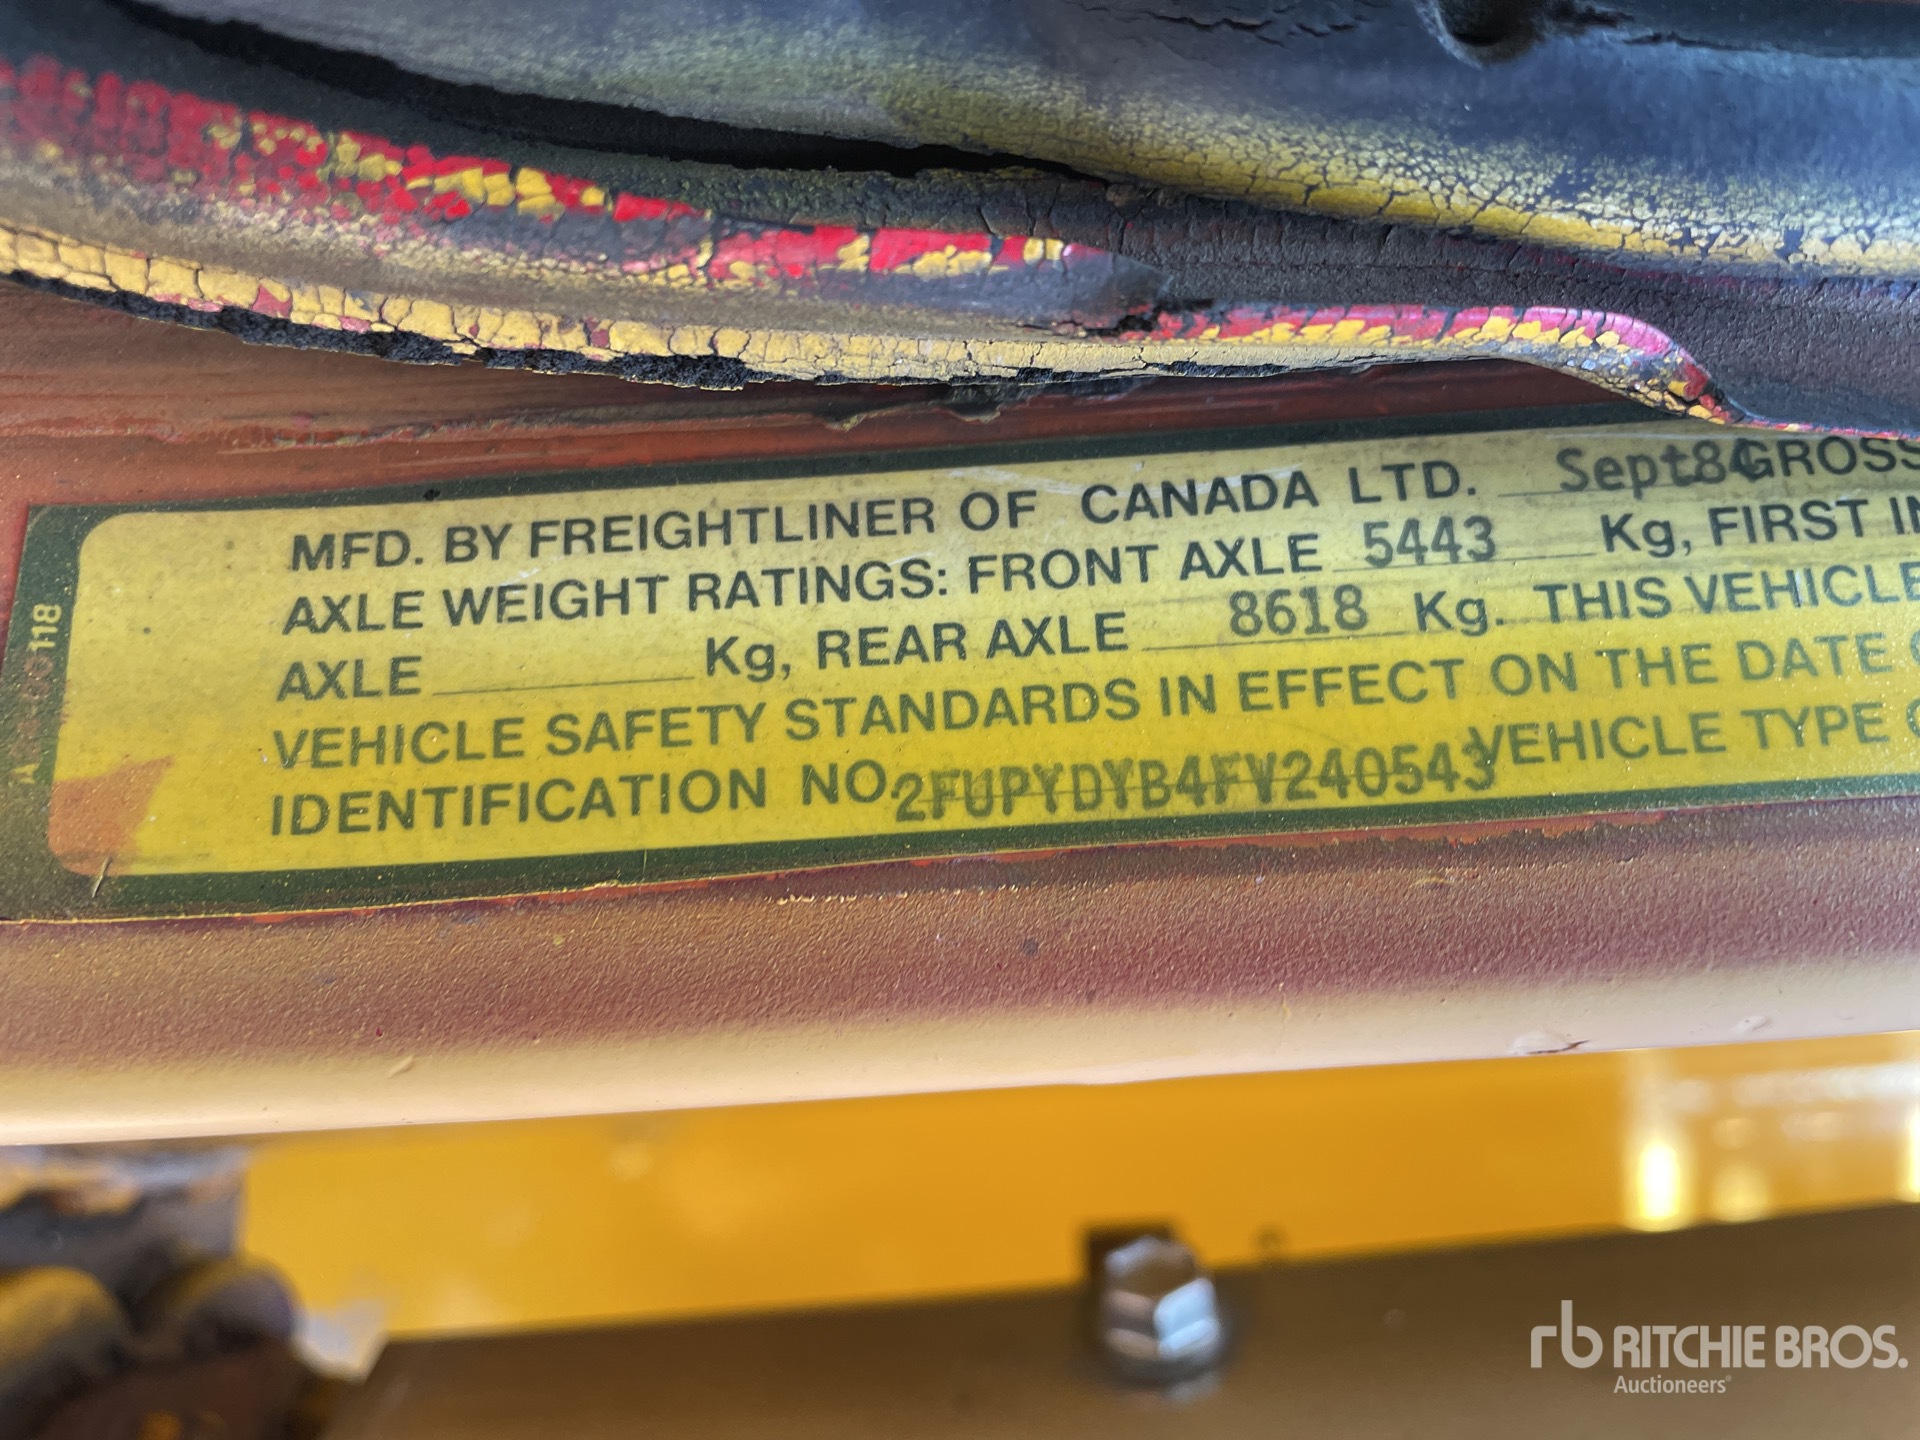 MFD. BY FREIGHTLINER OF CANADA LTD. Sept84 GROSS
AXLE WEIGHT RATINGS: FRONT AXLE 5443 Kg, FIRST IN
AXLE Kg, REAR AXLE 8618 Kg. THIS VEHICLE
VEHICLE SAFETY STANDARDS IN EFFECT ON THE DATE
IDENTIFICATION NO. 2FUPYDYB4FV240543 VEHICLE TYPE
118
rb RITCHIE BROS.
Auctioneers